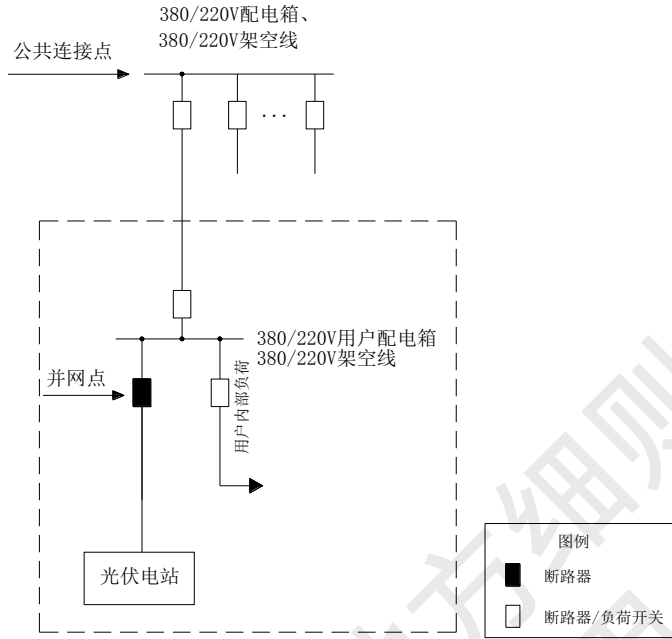 380/220V配电箱、
380/220V架空线
公共连接点
...
380/220V用户配电箱
380/220V架空线
并网点
用户内部负荷
光伏电站
图例
断路器
断路器/负荷开关
方细则